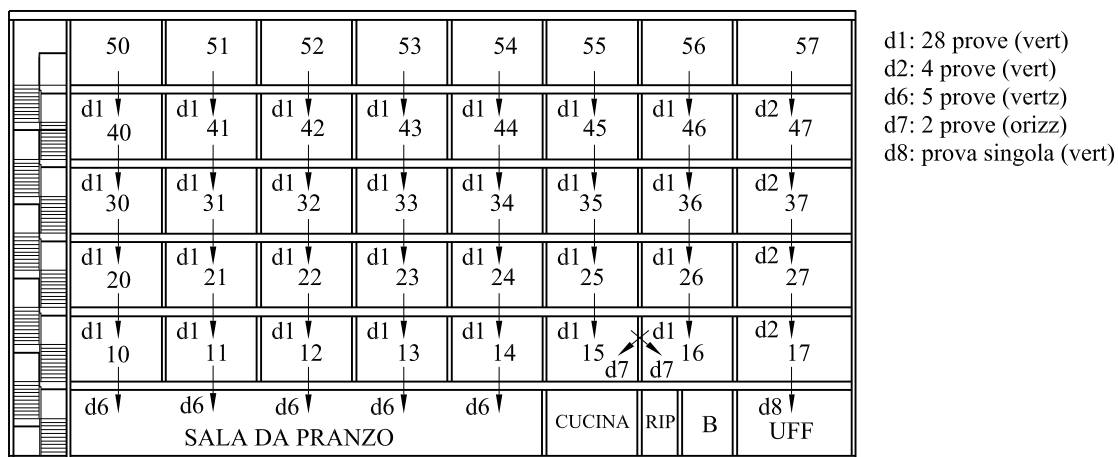 50 51 52 53 54 55 56 57
d1: 28 prove (vert)
d2: 4 prove (vert)
d6: 5 prove (vertz)
d7: 2 prove (orizz)
d8: prova singola (vert)
d1 d1 d1 d1 d1 d1 d1 d2
40 41 42 43 44 45 46 47
d1 d1 d1 d1 d1 d1 d1 d2
30 31 32 33 34 35 36 37
d1 d1 d1 d1 d1 d1 d1 d2
20 21 22 23 24 25 26 27
d1 d1 d1 d1 d1 d1 d1 d2
10 11 12 13 14 15 16 17
d7 d7
d6 d6 d6 d6 d6 d8
SALA DA PRANZO CUCINA RIP B UFF